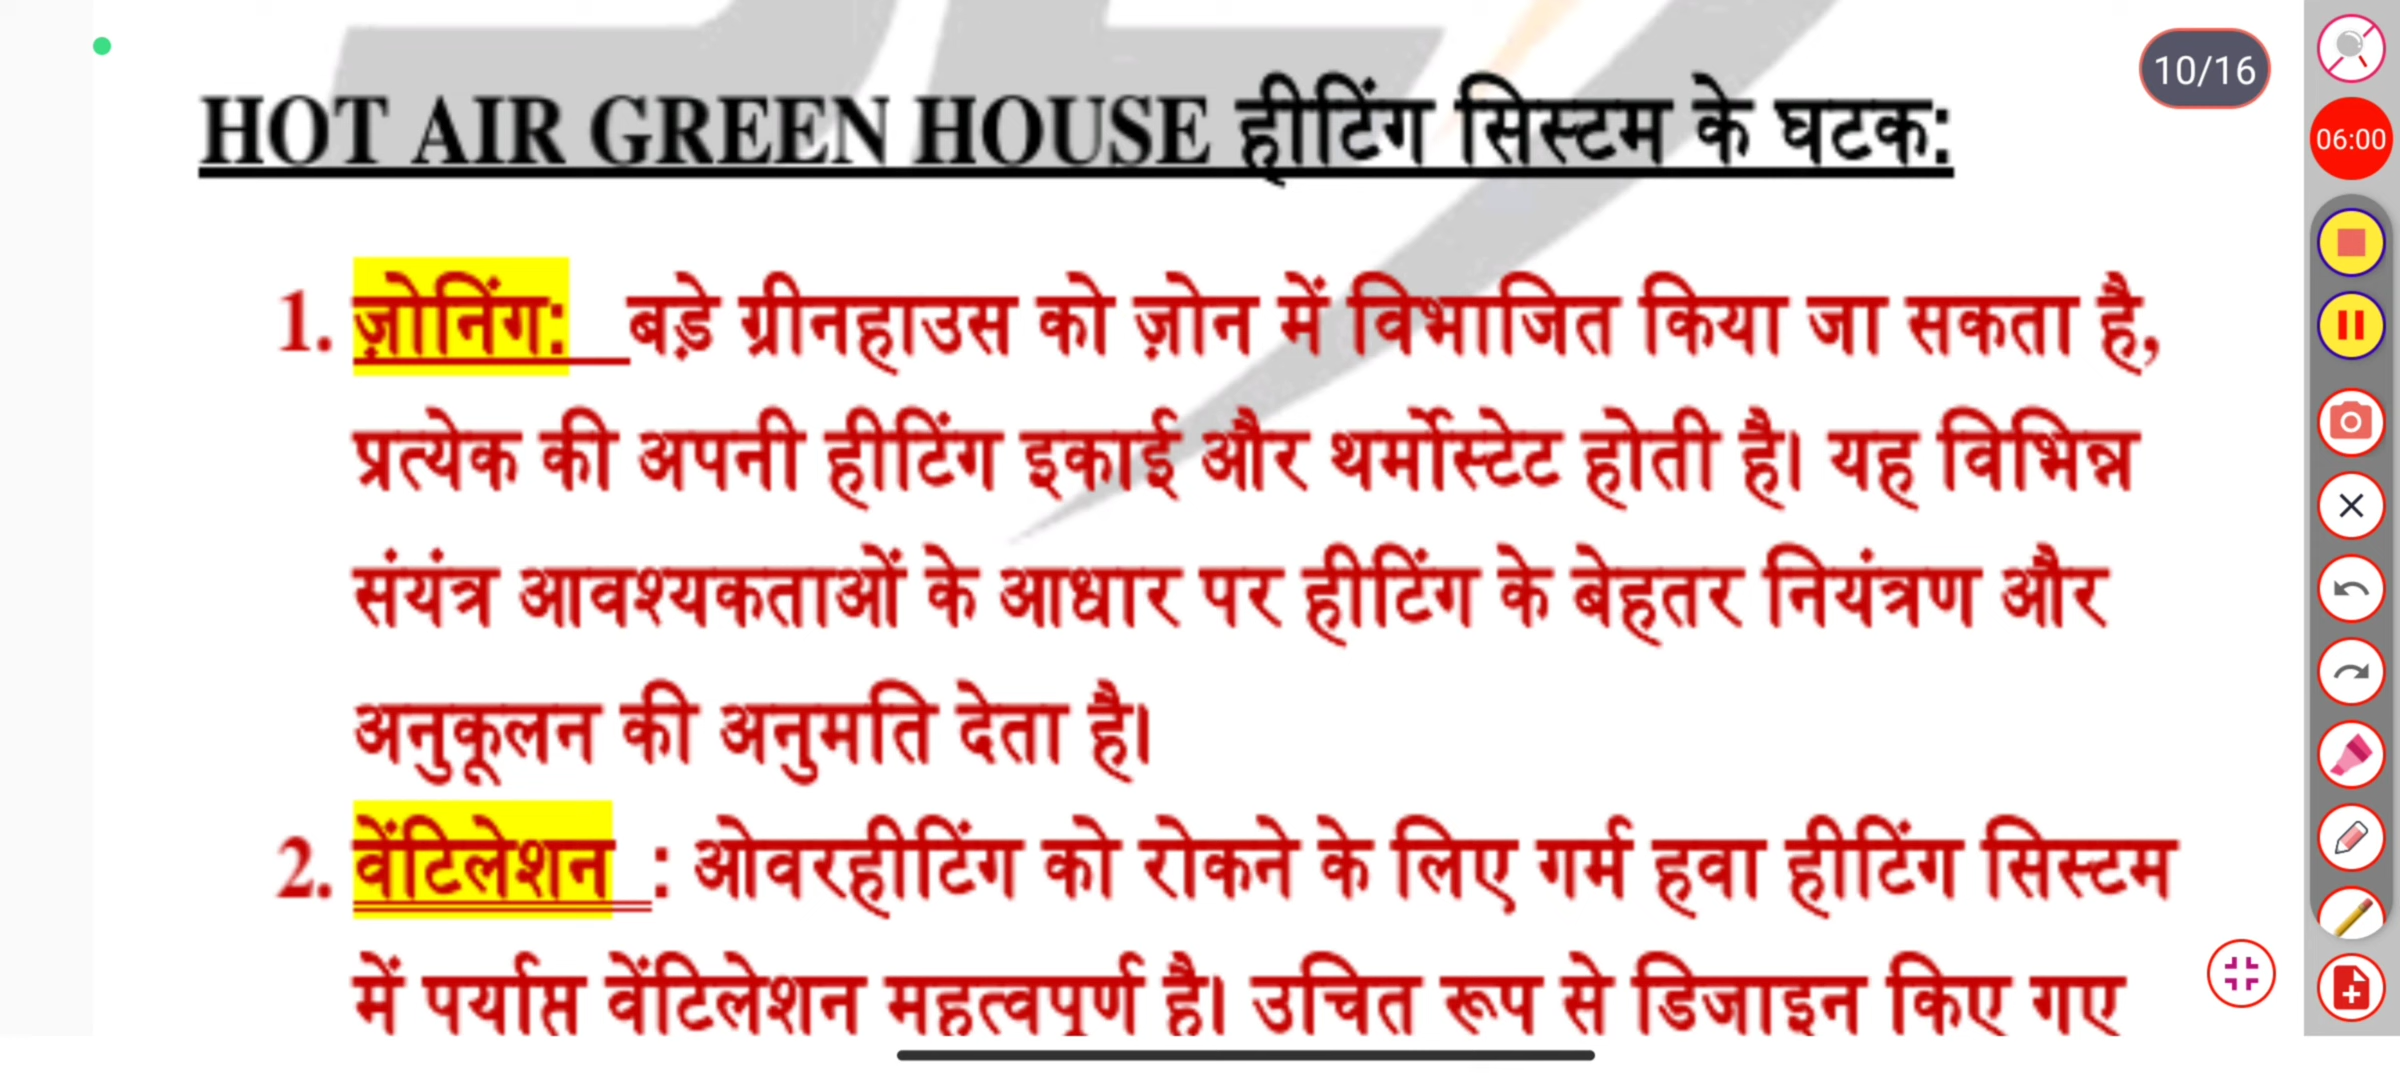 HOT AIR GREEN HOUSE हीटिंग सिस्टम के घटक:
10/16
06:00
1. ज़ोनिंग: बड़े ग्रीनहाउस को ज़ोन में विभाजित किया जा सकता है,
प्रत्येक की अपनी हीटिंग इकाई और थर्मोस्टेट होती है। यह विभिन्न
संयंत्र आवश्यकताओं के आधार पर हीटिंग के बेहतर नियंत्रण और
अनुकूलन की अनुमति देता है।
2. वेंटिलेशन : ओवरहीटिंग को रोकने के लिए गर्म हवा हीटिंग सिस्टम
में पर्याप्त वेंटिलेशन महत्वपूर्ण है। उचित रूप से डिजाइन किए गए